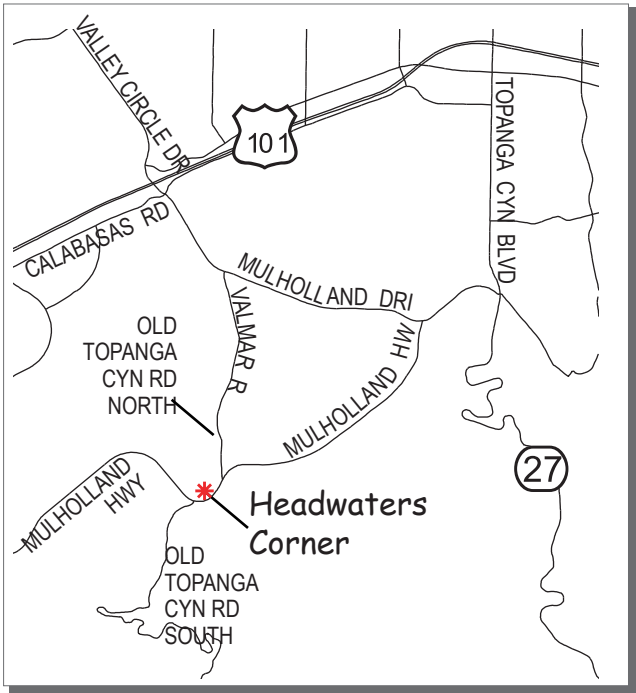 VALLEY CIRCLE DR
101
TOPANGA CYN BLVD
CALABASAS RD
MULHOLLAND DRI
VALMAR R
OLD
TOPANGA
CYN RD
NORTH
MULHOLLAND HW
MULHOLLAND
HWY
27
Headwaters
Corner
OLD
TOPANGA
CYN RD
SOUTH